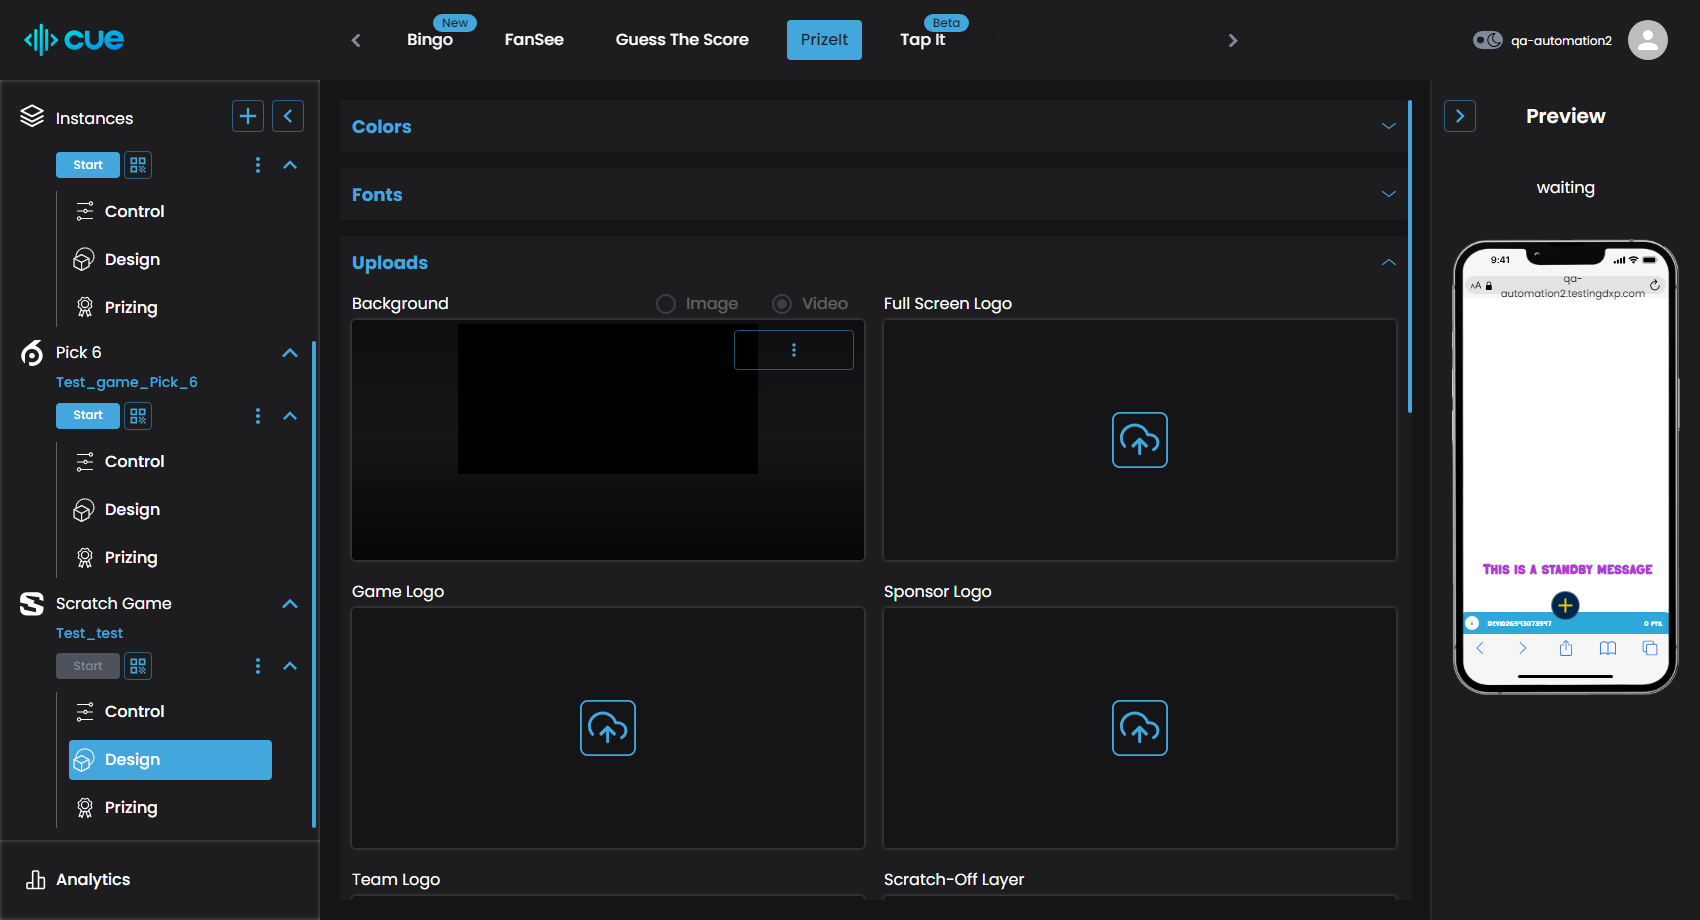 cue
Bingo
New
FanSee
Guess The Score
PrizeIt
Tap It
Beta
qa-automation2
Instances
Start
Control
Design
Prizing
Pick 6
Test_game_Pick_6
Start
Control
Design
Prizing
Scratch Game
Test_test
Start
Control
Design
Prizing
Analytics
Colors
Fonts
Uploads
Background
Image
Video
Full Screen Logo
Game Logo
Sponsor Logo
Team Logo
Scratch-Off Layer
Preview
waiting
9:41
AA
qa-
automation2.testingdxp.com
This is a standby message
DEVID26943073947
0 PTS.